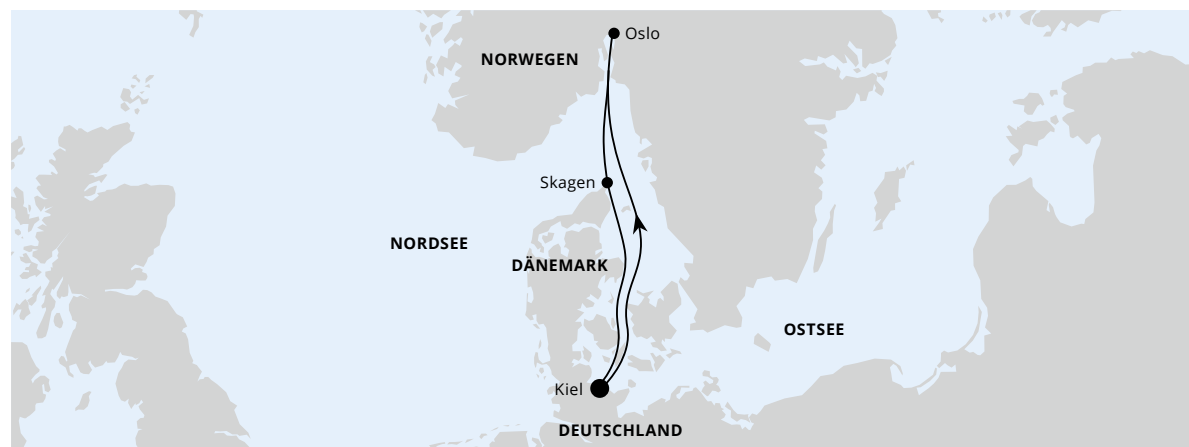 Oslo
NORWEGEN
Skagen
NORDSEE
DÄNEMARK
OSTSEE
Kiel
DEUTSCHLAND